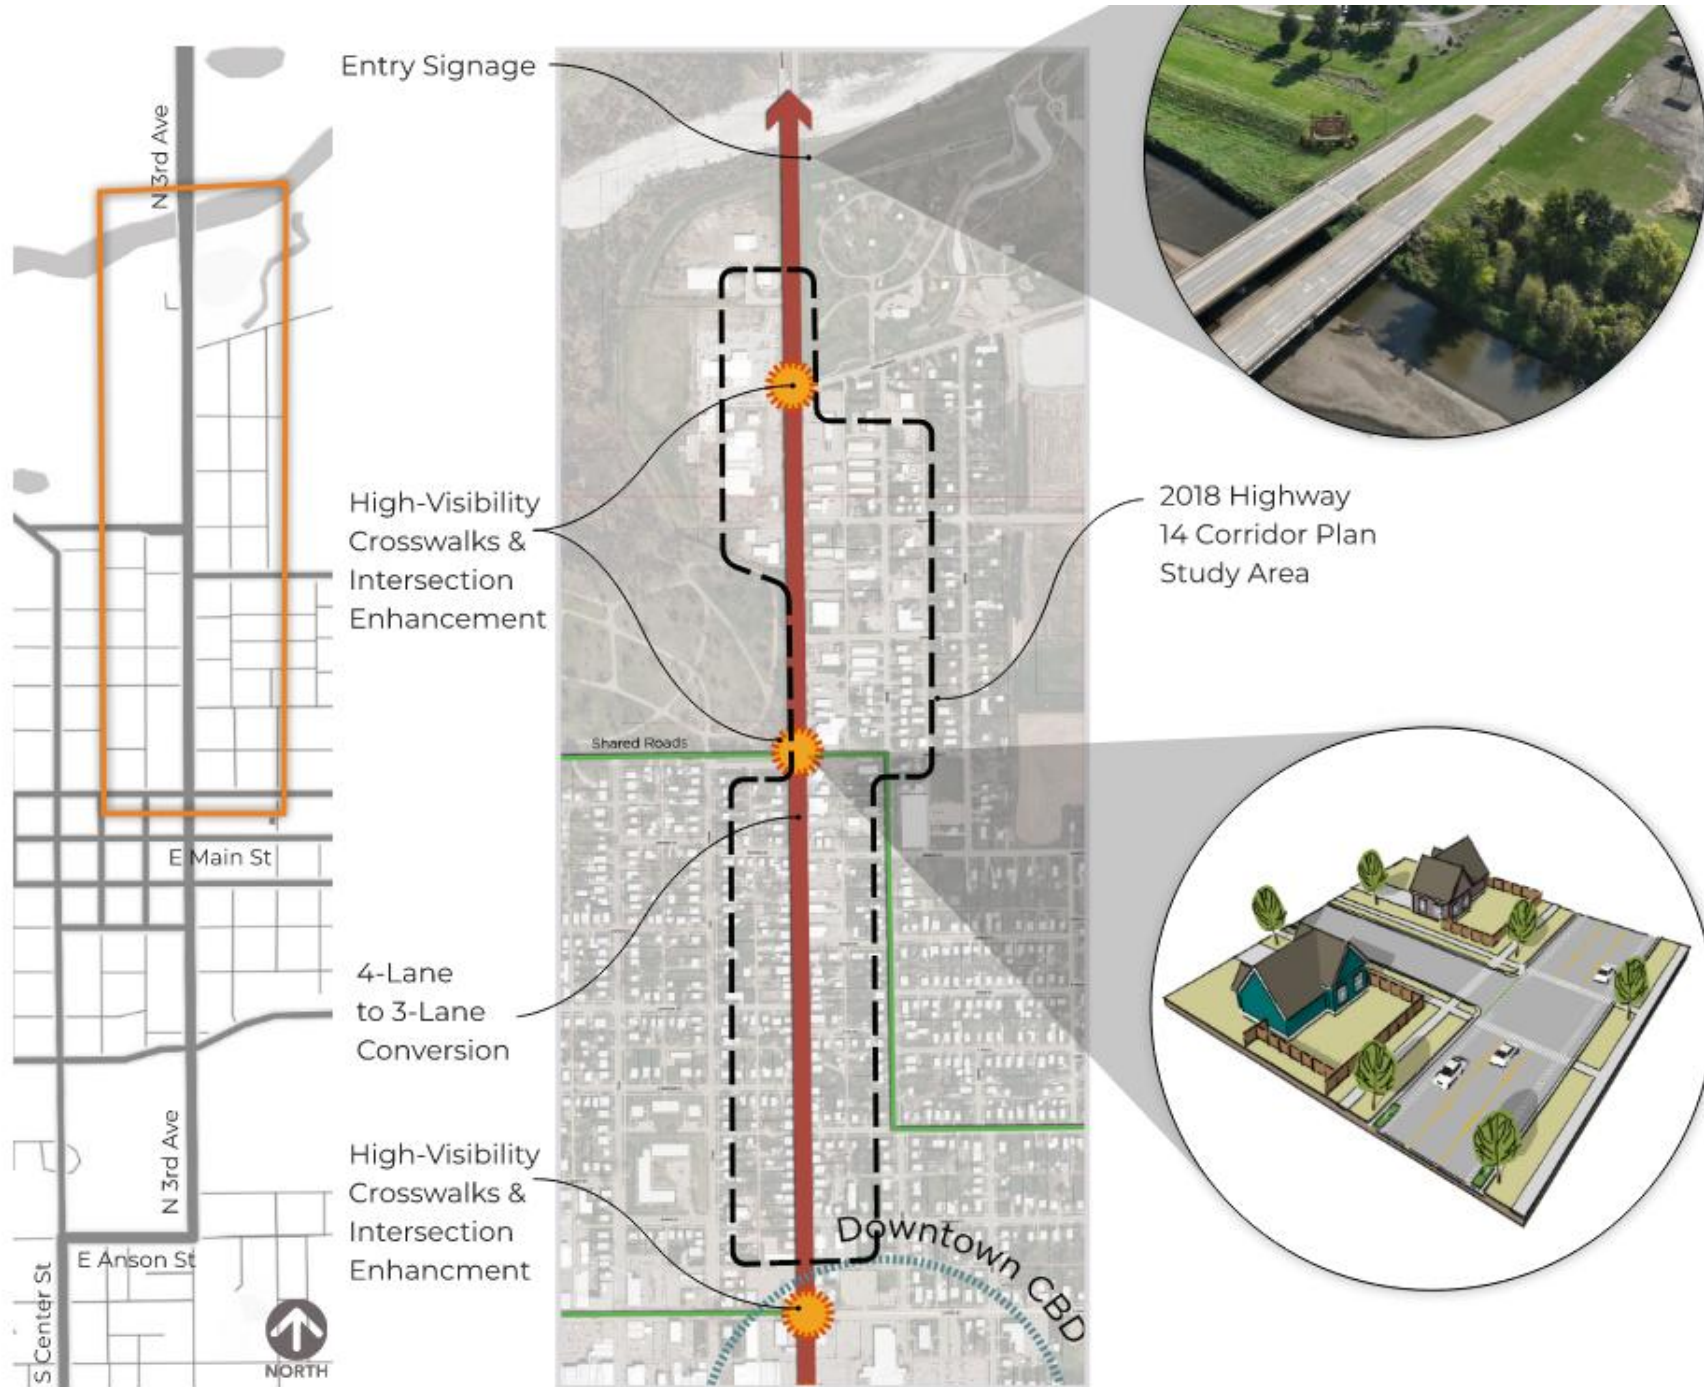 N 3rd Ave
E Main St
N 3rd Ave
E Anson St
S Center St
NORTH
Entry Signage
High-Visibility
Crosswalks &
Intersection
Enhancement
Shared Roads
4-Lane
to 3-Lane
Conversion
High-Visibility
Crosswalks &
Intersection
Enhancment
Downtown CBD
2018 Highway
14 Corridor Plan
Study Area